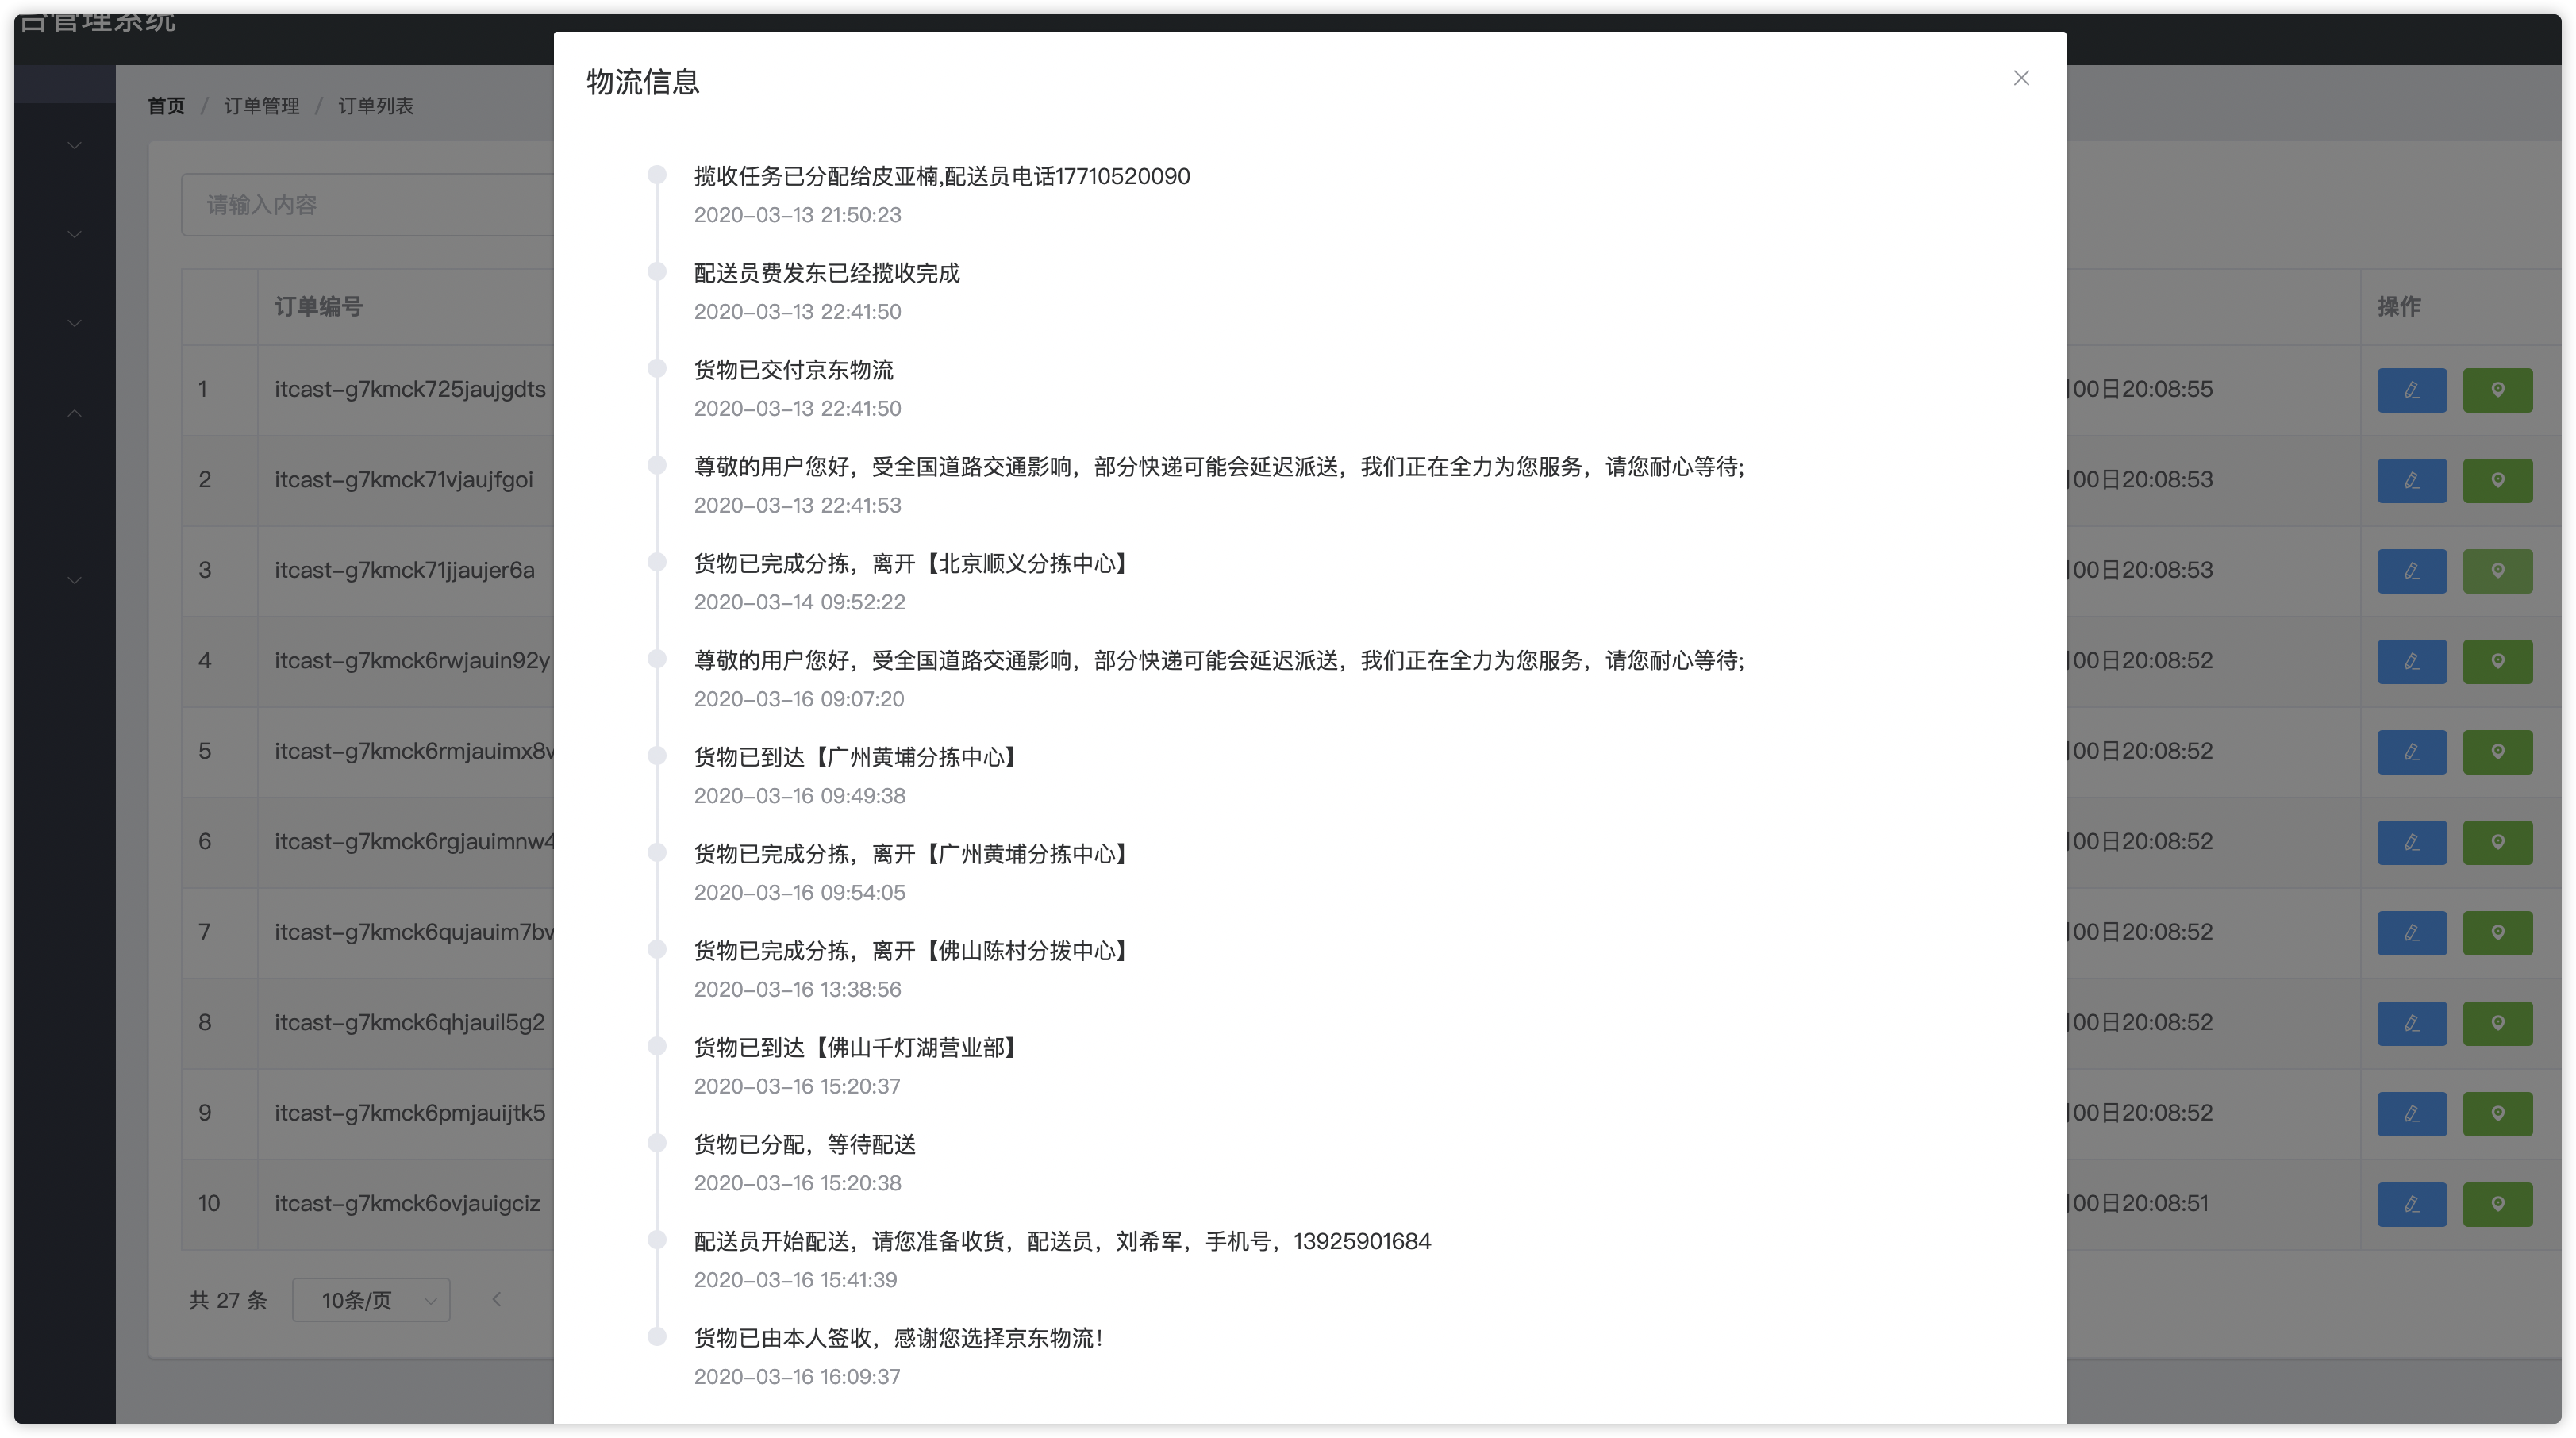 台管理系统
首页 / 订单管理 / 订单列表
请输入内容
订单编号
操作
1 itcast-g7kmck725jaujgdts 00日20:08:55
2 itcast-g7kmck71vjaujfgoi 00日20:08:53
3 itcast-g7kmck71jjaujer6a 00日20:08:53
4 itcast-g7kmck6rwjauin92y 00日20:08:52
5 itcast-g7kmck6rmjauimx8v 00日20:08:52
6 itcast-g7kmck6rgjauimnw4 00日20:08:52
7 itcast-g7kmck6qujauim7bv 00日20:08:52
8 itcast-g7kmck6qhjauil5g2 00日20:08:52
9 itcast-g7kmck6pmjauijtk5 00日20:08:52
10 itcast-g7kmck6ovjauigciz 00日20:08:51
共 27 条 10条/页
物流信息
揽收任务已分配给皮亚楠,配送员电话17710520090
2020-03-13 21:50:23
配送员费发东已经揽收完成
2020-03-13 22:41:50
货物已交付京东物流
2020-03-13 22:41:50
尊敬的用户您好，受全国道路交通影响，部分快递可能会延迟派送，我们正在全力为您服务，请您耐心等待;
2020-03-13 22:41:53
货物已完成分拣，离开【北京顺义分拣中心】
2020-03-14 09:52:22
尊敬的用户您好，受全国道路交通影响，部分快递可能会延迟派送，我们正在全力为您服务，请您耐心等待;
2020-03-16 09:07:20
货物已到达【广州黄埔分拣中心】
2020-03-16 09:49:38
货物已完成分拣，离开【广州黄埔分拣中心】
2020-03-16 09:54:05
货物已完成分拣，离开【佛山陈村分拨中心】
2020-03-16 13:38:56
货物已到达【佛山千灯湖营业部】
2020-03-16 15:20:37
货物已分配，等待配送
2020-03-16 15:20:38
配送员开始配送，请您准备收货，配送员，刘希军，手机号，13925901684
2020-03-16 15:41:39
货物已由本人签收，感谢您选择京东物流！
2020-03-16 16:09:37